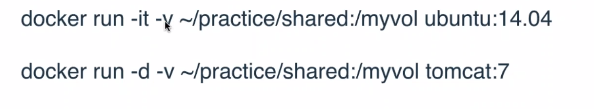 docker run -it -v ~/practice/shared:/myvol ubuntu:14.04
docker run -d -v ~/practice/shared:/myvol tomcat:7